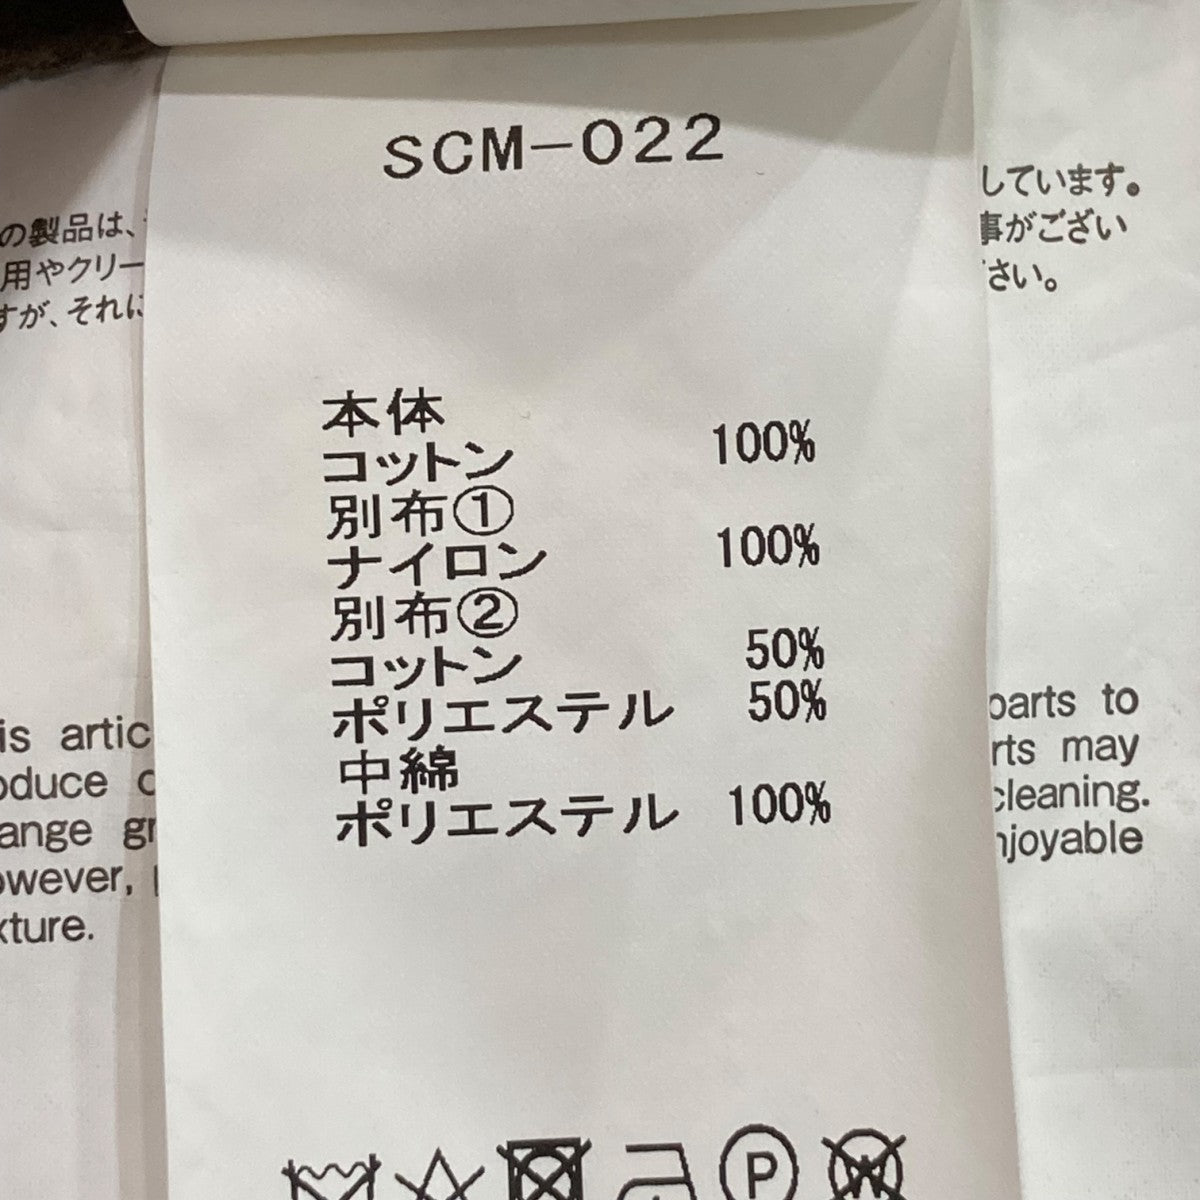 SCM-022
の製品は、
用やクリー
すが、それに
しています。
事がござい
さい。
本体
コットン 100%
別布①
ナイロン 100%
別布②
コットン 50%
ポリエステル 50%
中綿
ポリエステル 100%
is artic
oduce c
ange gr
owever,
xture.
parts to
rts may
cleaning.
njoyable
P
W